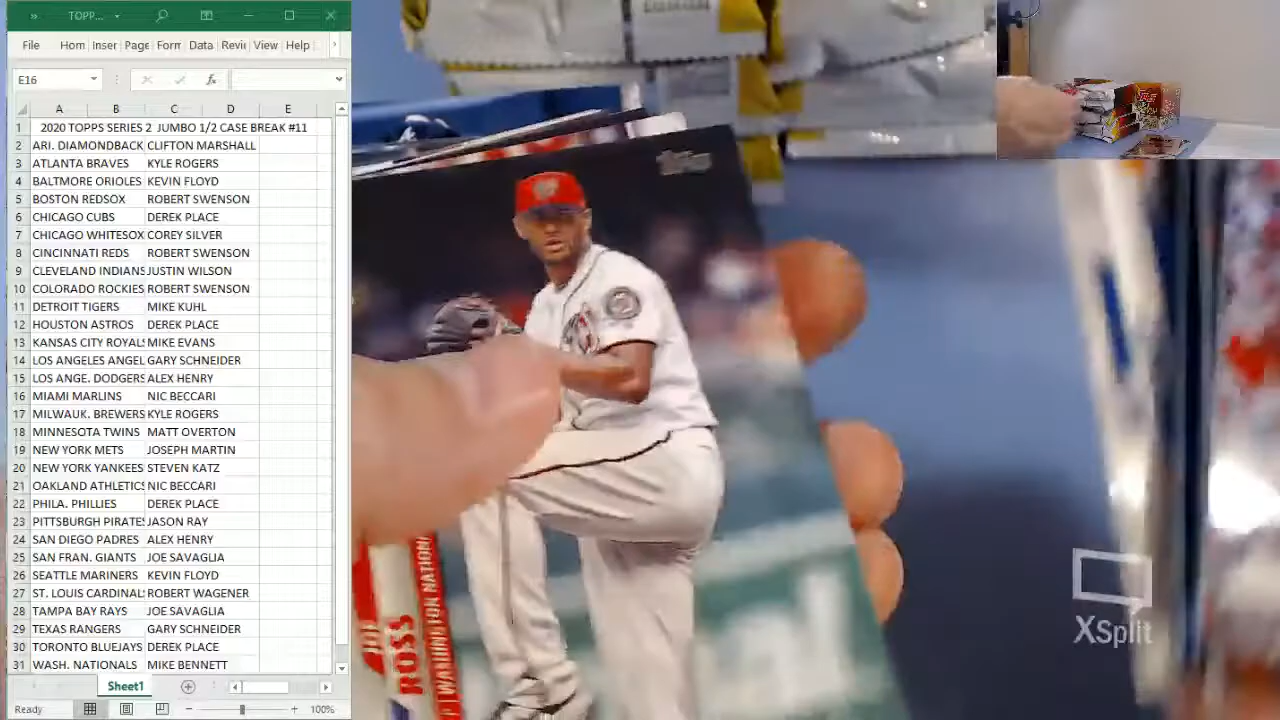 TOPP...
File Hom Inser Page Forn Data Revi View Help
E16
fx
A B C D E
1 2020 TOPPS SERIES 2 JUMBO 1/2 CASE BREAK #11
2 ARI. DIAMONDBACK CLIFTON MARSHALL
3 ATLANTA BRAVES KYLE ROGERS
4 BALTMORE ORIOLES KEVIN FLOYD
5 BOSTON REDSOX ROBERT SWENSON
6 CHICAGO CUBS DEREK PLACE
7 CHICAGO WHITESOX COREY SILVER
8 CINCINNATI REDS ROBERT SWENSON
9 CLEVELAND INDIANS JUSTIN WILSON
10 COLORADO ROCKIES ROBERT SWENSON
11 DETROIT TIGERS MIKE KUHL
12 HOUSTON ASTROS DEREK PLACE
13 KANSAS CITY ROYAL MIKE EVANS
14 LOS ANGELES ANGEL GARY SCHNEIDER
15 LOS ANGE. DODGERS ALEX HENRY
16 MIAMI MARLINS NIC BECCARI
17 MILWAUK. BREWERS KYLE ROGERS
18 MINNESOTA TWINS MATT OVERTON
19 NEW YORK METS JOSEPH MARTIN
20 NEW YORK YANKEES STEVEN KATZ
21 OAKLAND ATHLETICS NIC BECCARI
22 PHILA. PHILLIES DEREK PLACE
23 PITTSBURGH PIRATE JASON RAY
24 SAN DIEGO PADRES ALEX HENRY
25 SAN FRAN. GIANTS JOE SAVAGLIA
26 SEATTLE MARINERS KEVIN FLOYD
27 ST. LOUIS CARDINAL ROBERT WAGENER
28 TAMPA BAY RAYS JOE SAVAGLIA
29 TEXAS RANGERS GARY SCHNEIDER
30 TORONTO BLUEJAYS DEREK PLACE
31 WASH. NATIONALS MIKE BENNETT
Sheet1
Ready 100%
Topps
JOE
ROSS
WASHINGTON NATION
XSplit